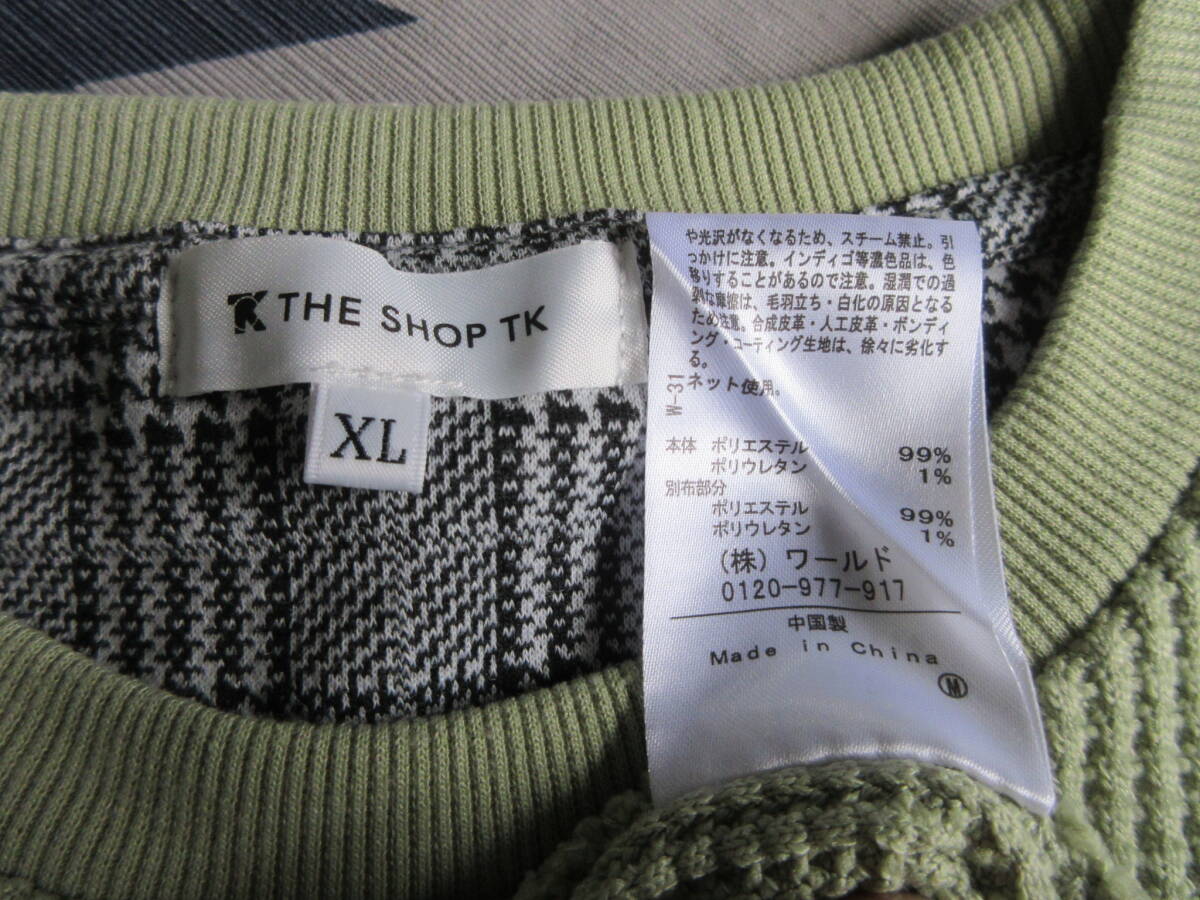 THE SHOP TK
XL
や光沢がなくなるため、スチーム禁止。引
っかけに注意。インディゴ等濃色品は、色
移りすることがあるので注意。湿潤での過
剰な摩擦は、毛羽立ち・白化の原因となる
ため注意。合成皮革・人工皮革・ボンディ
ング・コーティング生地は、徐々に劣化す
る。
ネット使用。
W-31
本体 ポリエステル 99%
ポリウレタン 1%
別布部分
ポリエステル 99%
ポリウレタン 1%
(株) ワールド
0120-977-917
中国製
Made in China
M